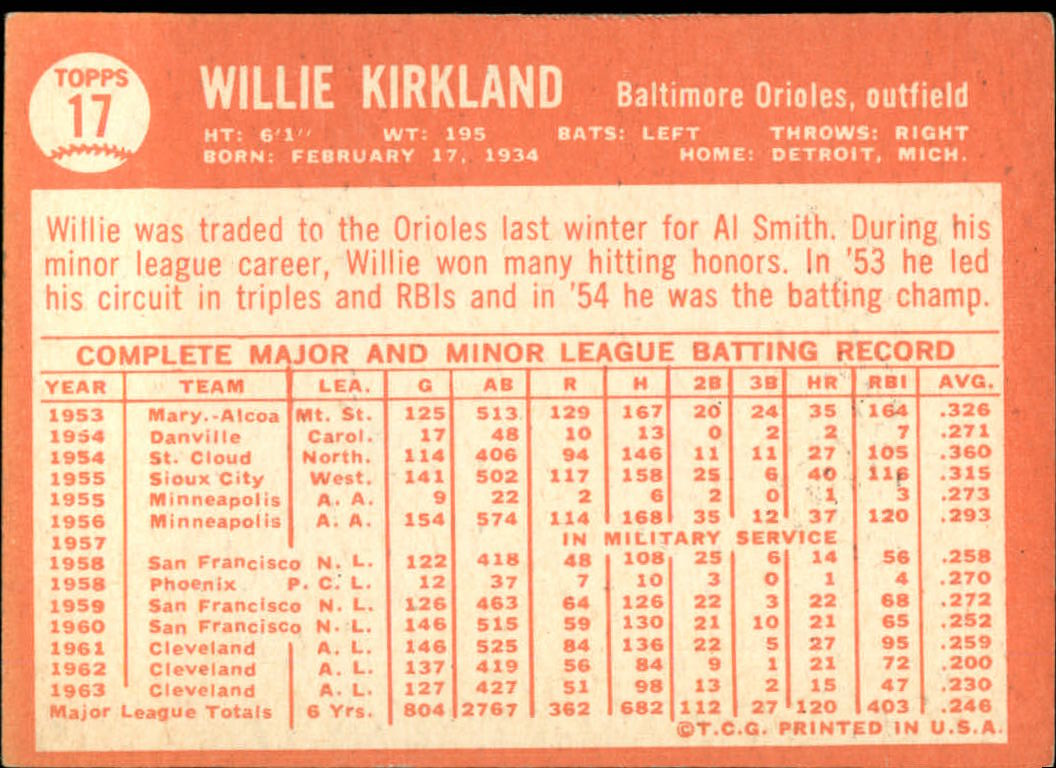 TOPPS
17
WILLIE KIRKLAND Baltimore Orioles, outfield
HT: 6'1" WT: 195 BATS: LEFT THROWS: RIGHT
BORN: FEBRUARY 17, 1934 HOME: DETROIT, MICH.
Willie was traded to the Orioles last winter for Al Smith. During his
minor league career, Willie won many hitting honors. In '53 he led
his circuit in triples and RBIs and in '54 he was the batting champ.
COMPLETE MAJOR AND MINOR LEAGUE BATTING RECORD
YEAR TEAM LEA. G AB R H 2B 3B HR RBI AVG.
1953 Mary.-Alcoa Mt. St. 125 513 129 167 20 24 35 164 .326
1954 Danville Carol. 17 48 10 13 0 2 2 7 .271
1954 St. Cloud North. 114 406 94 146 11 11 27 105 .360
1955 Sioux City West. 141 502 117 158 25 6 40 116 .315
1955 Minneapolis A. A. 9 22 2 6 2 0 1 3 .273
1956 Minneapolis A. A. 154 574 114 168 35 12 37 120 .293
1957 IN MILITARY SERVICE
1958 San Francisco N. L. 122 418 48 108 25 6 14 56 .258
1958 Phoenix P. C. L. 12 37 7 10 3 0 1 4 .270
1959 San Francisco N. L. 126 463 64 126 22 3 22 68 .272
1960 San Francisco N. L. 146 515 59 130 21 10 21 65 .252
1961 Cleveland A. L. 146 525 84 136 22 5 27 95 .259
1962 Cleveland A. L. 137 419 56 84 9 1 21 72 .200
1963 Cleveland A. L. 127 427 51 98 13 2 15 47 .230
Major League Totals 6 Yrs. 804 2767 362 682 112 27 120 403 .246
©T.C.G. PRINTED IN U.S.A.